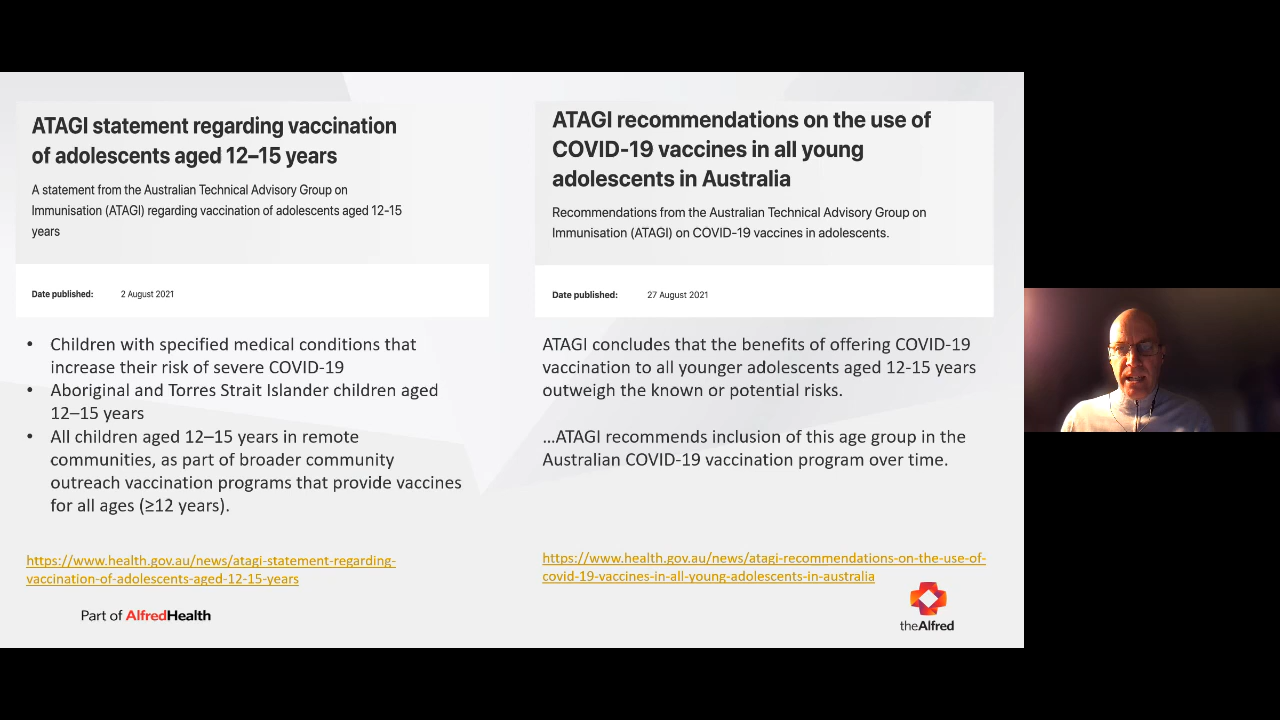 ATAGI statement regarding vaccination
of adolescents aged 12–15 years
A statement from the Australian Technical Advisory Group on
Immunisation (ATAGI) regarding vaccination of adolescents aged 12-15
years
Date published: 2 August 2021
• Children with specified medical conditions that
increase their risk of severe COVID-19
• Aboriginal and Torres Strait Islander children aged
12–15 years
• All children aged 12–15 years in remote
communities, as part of broader community
outreach vaccination programs that provide vaccines
for all ages (≥12 years).
https://www.health.gov.au/news/atagi-statement-regarding-
vaccination-of-adolescents-aged-12-15-years
Part of AlfredHealth
ATAGI recommendations on the use of
COVID-19 vaccines in all young
adolescents in Australia
Recommendations from the Australian Technical Advisory Group on
Immunisation (ATAGI) on COVID-19 vaccines in adolescents.
Date published: 27 August 2021
ATAGI concludes that the benefits of offering COVID-19
vaccination to all younger adolescents aged 12-15 years
outweigh the known or potential risks.
...ATAGI recommends inclusion of this age group in the
Australian COVID-19 vaccination program over time.
https://www.health.gov.au/news/atagi-recommendations-on-the-use-of-
covid-19-vaccines-in-all-young-adolescents-in-australia
theAlfred